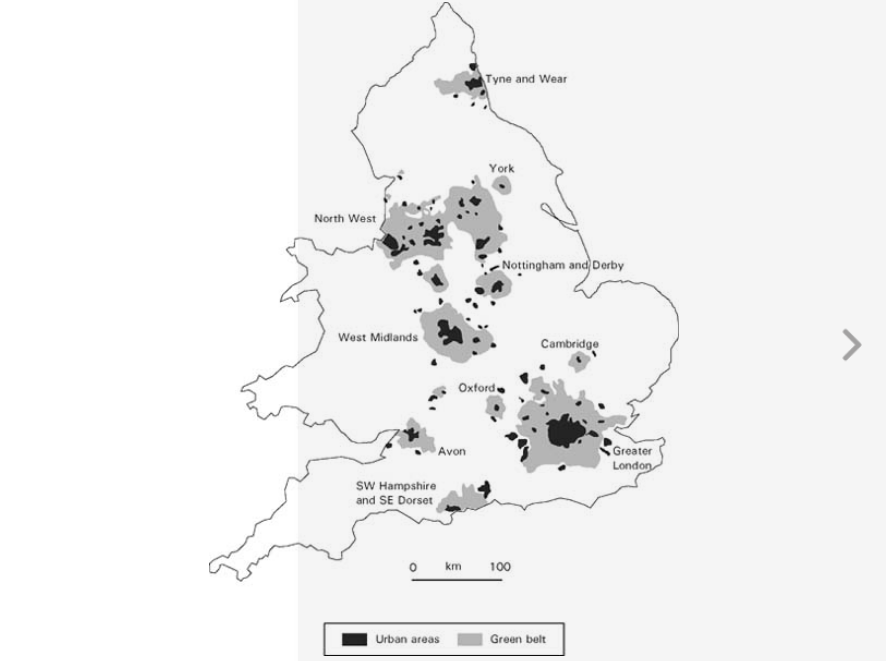 Tyne and Wear
York
North West
Nottingham and Derby
West Midlands
Cambridge
Oxford
Avon
Greater
London
SW Hampshire
and SE Dorset
0 km 100
Urban areas Green belt